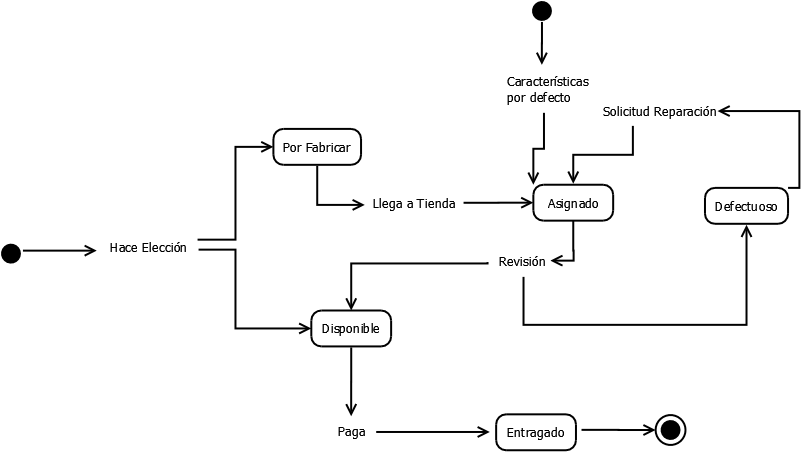 Características
por defecto
Solicitud Reparación
Por Fabricar
Llega a Tienda
Asignado
Defectuoso
Hace Elección
Revisión
Disponible
Paga
Entragado